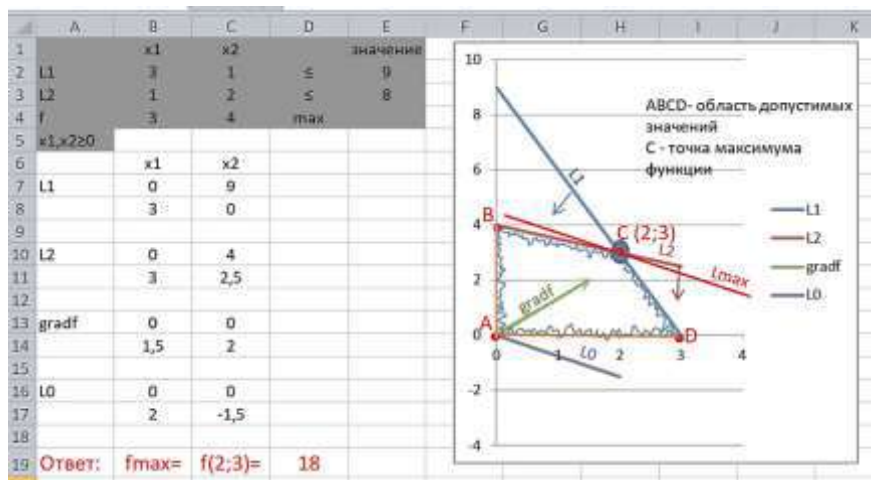 A B C D E F G H I J K
1 x1 x2 значение
2 L1 3 1 ≤ 9
3 L2 1 2 ≤ 8
4 f 3 4 max
5 x1,x2≥0
6 x1 x2
7 L1 0 9
8 3 0
9
10 L2 0 4
11 3 2,5
12
13 gradf 0 0
14 1,5 2
15
16 L0 0 0
17 2 -1,5
18
19 Ответ: fmax= f(2;3)= 18
10
8
6
4
2
0
-2
-4
0 1 2 3 4
ABCD- область допустимых
значений
С - точка максимума
функции
L1
B
C (2;3)
L2
Lmax
gradf
A
D
L0
L1
L2
gradf
L0